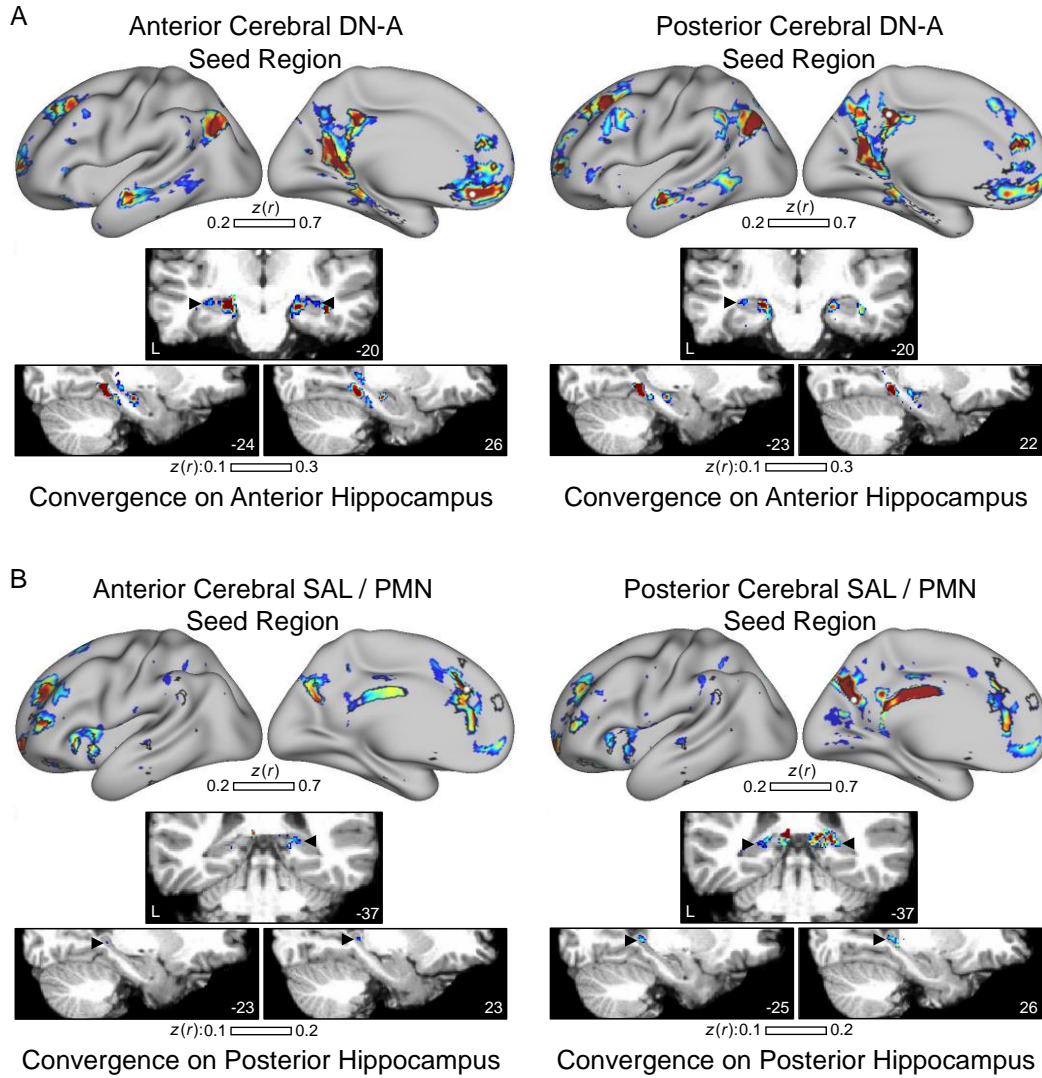 A
Anterior Cerebral DN-A
Seed Region
Posterior Cerebral DN-A
Seed Region
z(r)
0.2 0.7
z(r)
0.2 0.7
L -20
L -20
-24
26
-23
22
z(r):0.1 0.3
z(r):0.1 0.3
Convergence on Anterior Hippocampus
Convergence on Anterior Hippocampus
B
Anterior Cerebral SAL / PMN
Seed Region
Posterior Cerebral SAL / PMN
Seed Region
z(r)
0.2 0.7
z(r)
0.2 0.7
L -37
L -37
-23
23
-25
26
z(r):0.1 0.2
z(r):0.1 0.2
Convergence on Posterior Hippocampus
Convergence on Posterior Hippocampus